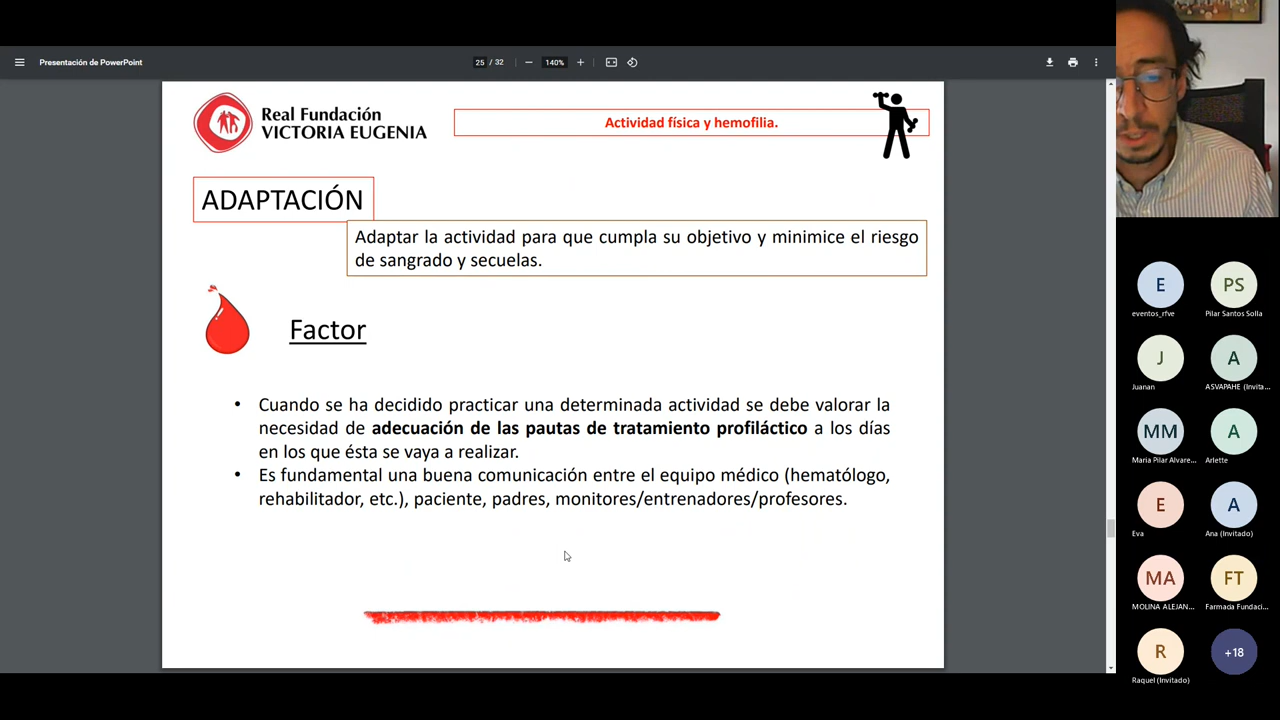 Presentación de PowerPoint
25 / 32
140%
Real Fundación
VICTORIA EUGENIA
Actividad física y hemofilia.
ADAPTACIÓN
Adaptar la actividad para que cumpla su objetivo y minimice el riesgo
de sangrado y secuelas.
Factor
• Cuando se ha decidido practicar una determinada actividad se debe valorar la
necesidad de adecuación de las pautas de tratamiento profiláctico a los días
en los que ésta se vaya a realizar.
• Es fundamental una buena comunicación entre el equipo médico (hematólogo,
rehabilitador, etc.), paciente, padres, monitores/entrenadores/profesores.
E
PS
eventos_rfve
Pilar Santos Solla
J
A
Juanan
ASVAPAHE (Invita...
MM
A
Maria Pilar Alvare...
Arlette
E
A
Eva
Ana (Invitado)
MA
FT
MOLINA ALEJAN...
Farmacia Fundaci...
R
+18
Raquel (Invitado)